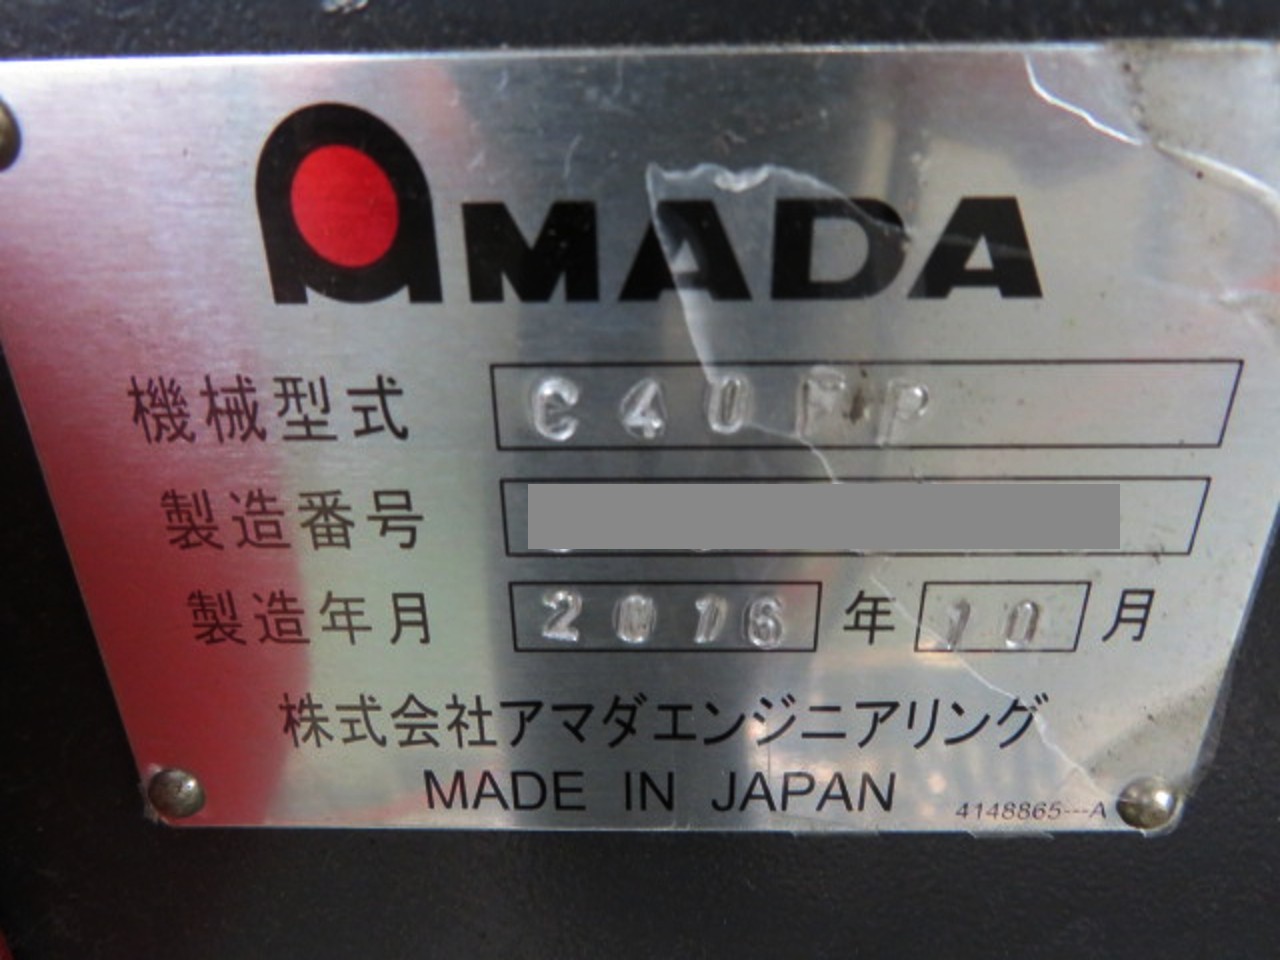 AMADA
機械型式 C40FP
製造番号
製造年月 2016 年 10 月
株式会社アマダエンジニアリング
MADE IN JAPAN
4148865---A